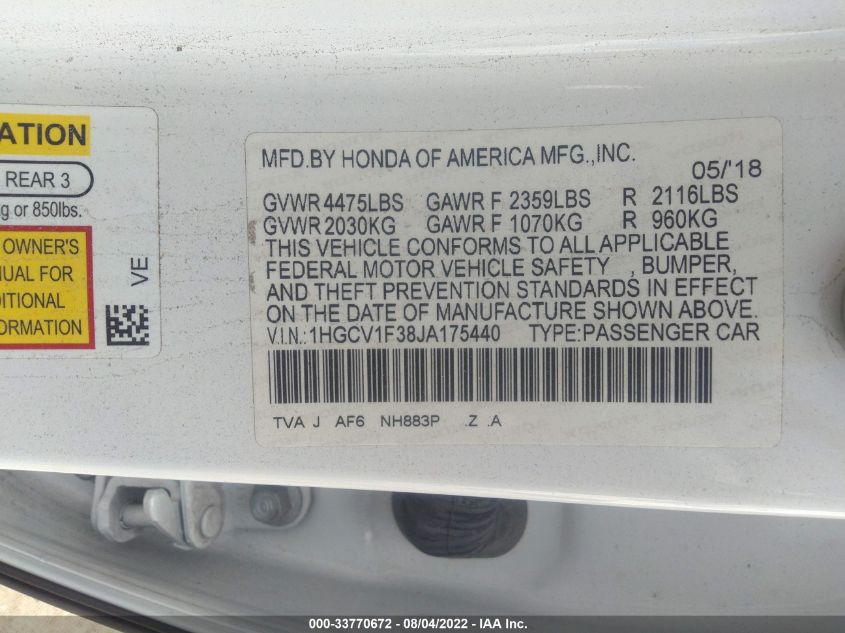 ATION
REAR 3
g or 850lbs.
OWNER'S
NUAL FOR
DITIONAL
FORMATION
VE
MFD.BY HONDA OF AMERICA MFG.,INC.
05/'18
GVWR 4475LBS GAWR F 2359LBS R 2116LBS
GVWR 2030KG GAWR F 1070KG R 960KG
THIS VEHICLE CONFORMS TO ALL APPLICABLE
FEDERAL MOTOR VEHICLE SAFETY , BUMPER,
AND THEFT PREVENTION STANDARDS IN EFFECT
ON THE DATE OF MANUFACTURE SHOWN ABOVE.
V.I.N.:1HGCV1F38JA175440 TYPE:PASSENGER CAR
TVA J AF6 NH883P .Z .A
000-33770672 - 08/04/2022 - IAA Inc.